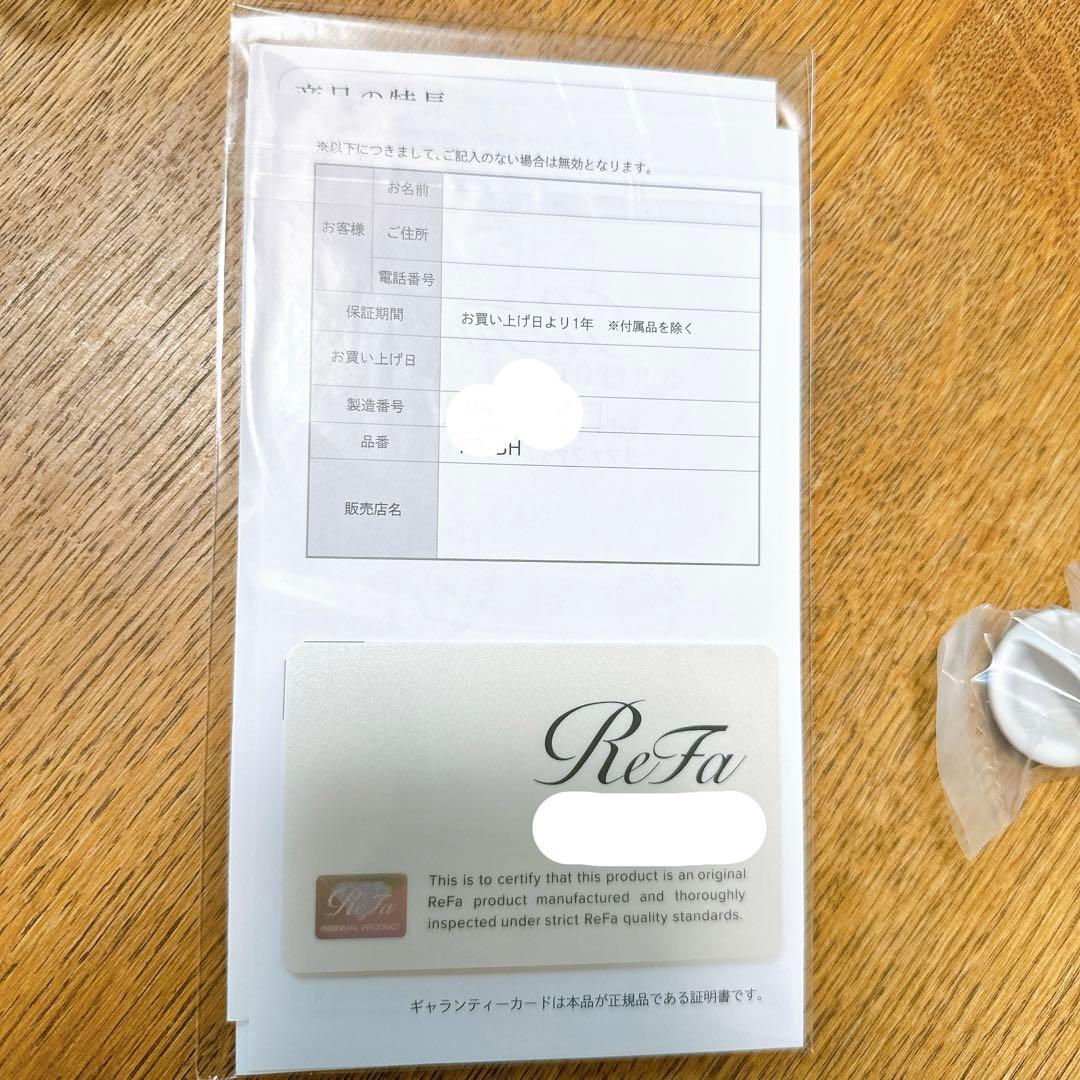 ※以下につきまして、ご記入のない場合は無効となります。
お客様
お名前
ご住所
電話番号
保証期間
お買い上げ日より1年 ※付属品を除く
お買い上げ日
製造番号
品番
販売店名
ReFa
This is to certify that this product is an original
ReFa product manufactured and thoroughly
inspected under strict ReFa quality standards.
ReFa
ORIGINAL PRODUCT
ギャランティーカードは本品が正規品である証明書です。